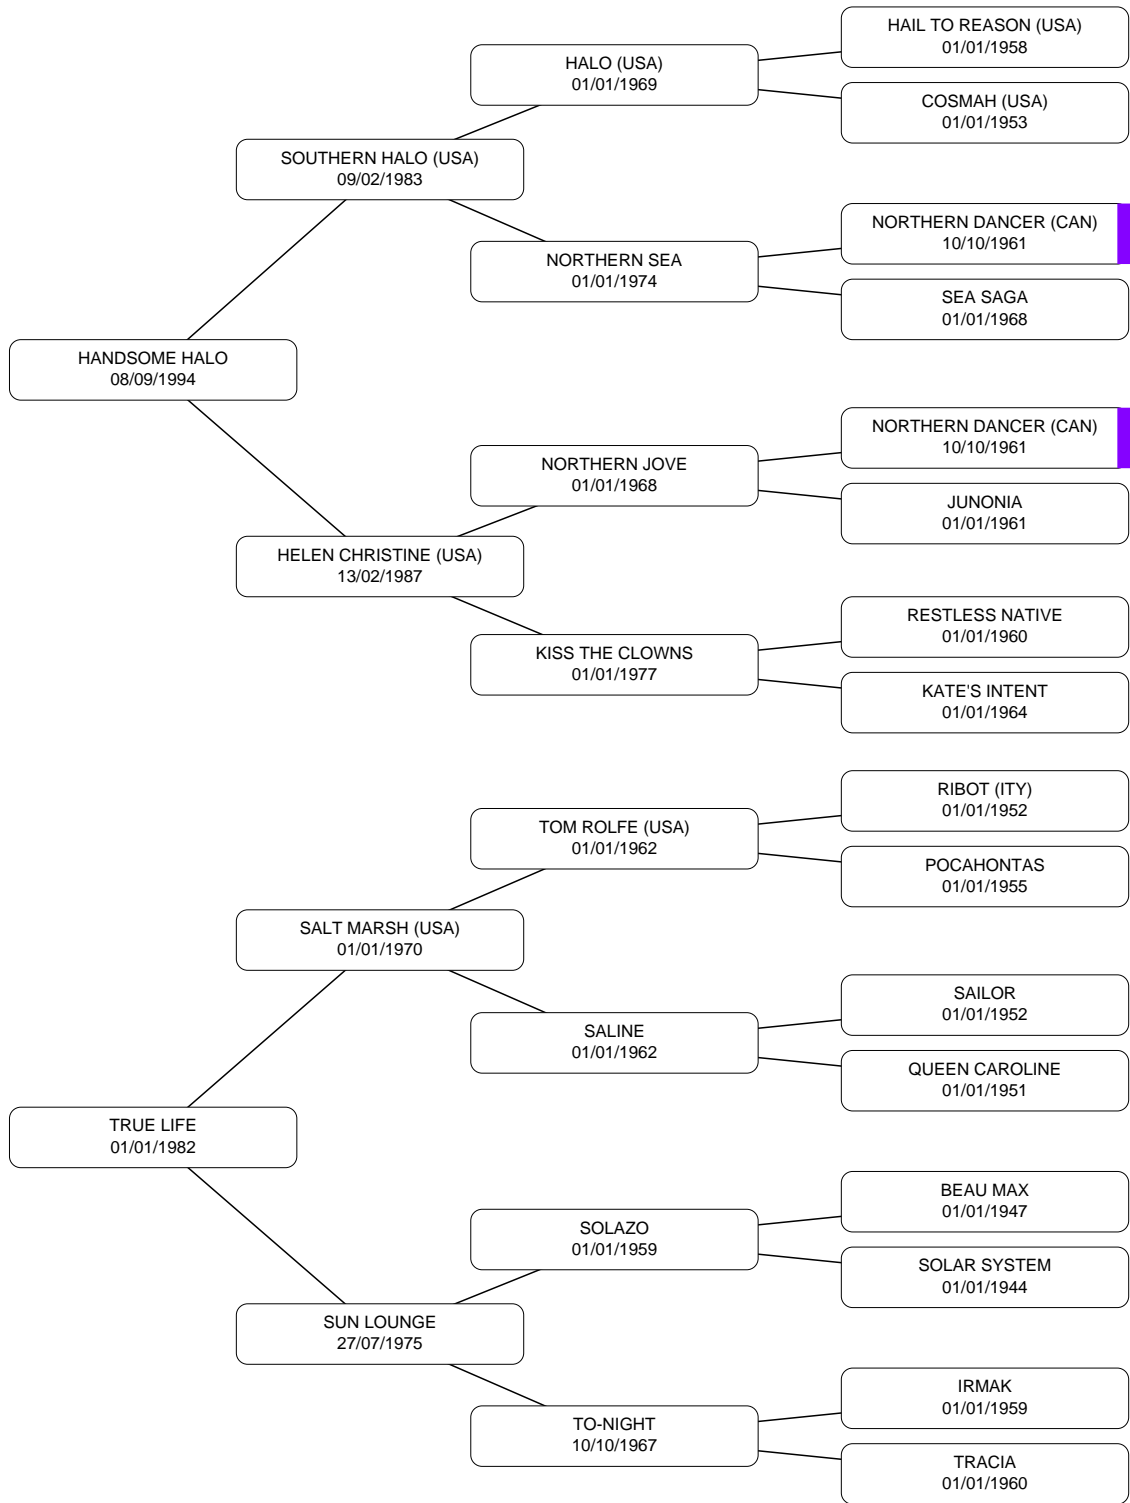 HAIL TO REASON (USA)
01/01/1958
HALO (USA)
01/01/1969
COSMAH (USA)
01/01/1953
SOUTHERN HALO (USA)
09/02/1983
NORTHERN DANCER (CAN)
10/10/1961
NORTHERN SEA
01/01/1974
SEA SAGA
01/01/1968
HANDSOME HALO
08/09/1994
NORTHERN DANCER (CAN)
10/10/1961
NORTHERN JOVE
01/01/1968
JUNONIA
01/01/1961
HELEN CHRISTINE (USA)
13/02/1987
RESTLESS NATIVE
01/01/1960
KISS THE CLOWNS
01/01/1977
KATE'S INTENT
01/01/1964
RIBOT (ITY)
01/01/1952
TOM ROLFE (USA)
01/01/1962
POCAHONTAS
01/01/1955
SALT MARSH (USA)
01/01/1970
SAILOR
01/01/1952
SALINE
01/01/1962
QUEEN CAROLINE
01/01/1951
TRUE LIFE
01/01/1982
BEAU MAX
01/01/1947
SOLAZO
01/01/1959
SOLAR SYSTEM
01/01/1944
SUN LOUNGE
27/07/1975
IRMAK
01/01/1959
TO-NIGHT
10/10/1967
TRACIA
01/01/1960